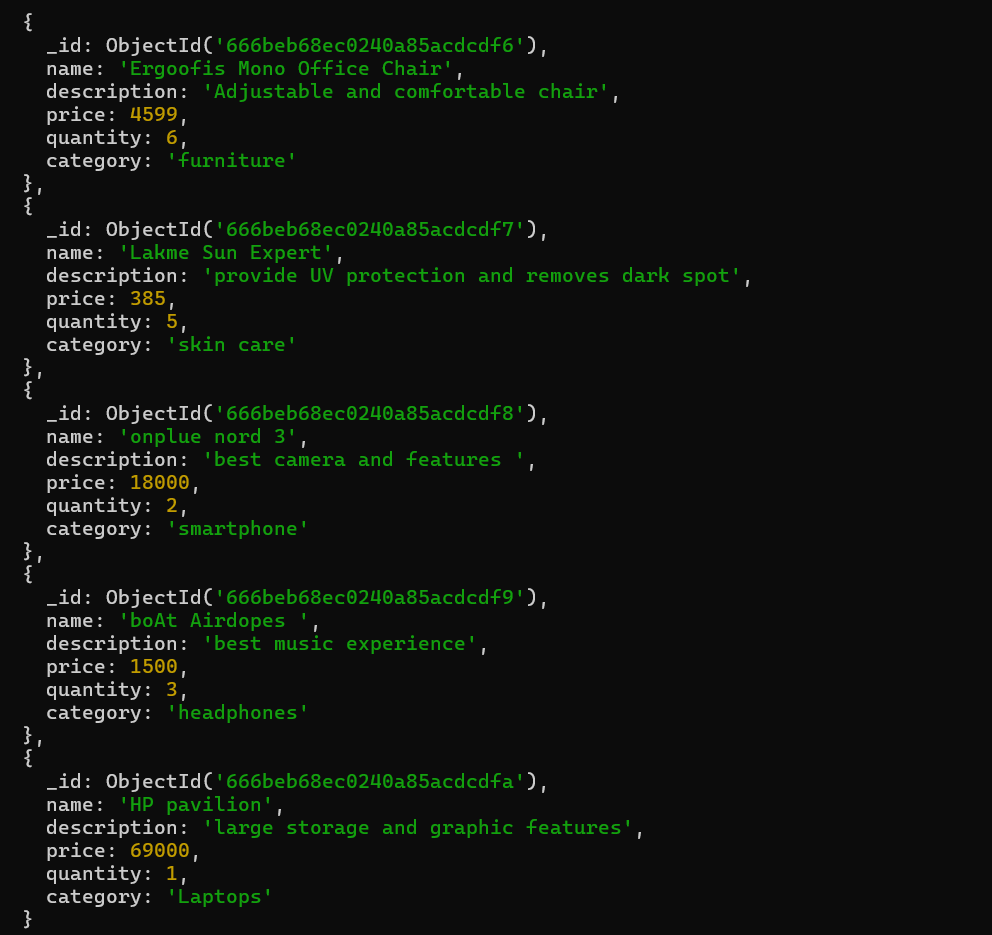 {
_id: ObjectId('666beb68ec0240a85acdcdf6'),
name: 'Ergoofis Mono Office Chair',
description: 'Adjustable and comfortable chair',
price: 4599,
quantity: 6,
category: 'furniture'
},
{
_id: ObjectId('666beb68ec0240a85acdcdf7'),
name: 'Lakme Sun Expert',
description: 'provide UV protection and removes dark spot',
price: 385,
quantity: 5,
category: 'skin care'
},
{
_id: ObjectId('666beb68ec0240a85acdcdf8'),
name: 'onplue nord 3',
description: 'best camera and features ',
price: 18000,
quantity: 2,
category: 'smartphone'
},
{
_id: ObjectId('666beb68ec0240a85acdcdf9'),
name: 'boAt Airdopes ',
description: 'best music experience',
price: 1500,
quantity: 3,
category: 'headphones'
},
{
_id: ObjectId('666beb68ec0240a85acdcdfa'),
name: 'HP pavilion',
description: 'large storage and graphic features',
price: 69000,
quantity: 1,
category: 'Laptops'
}